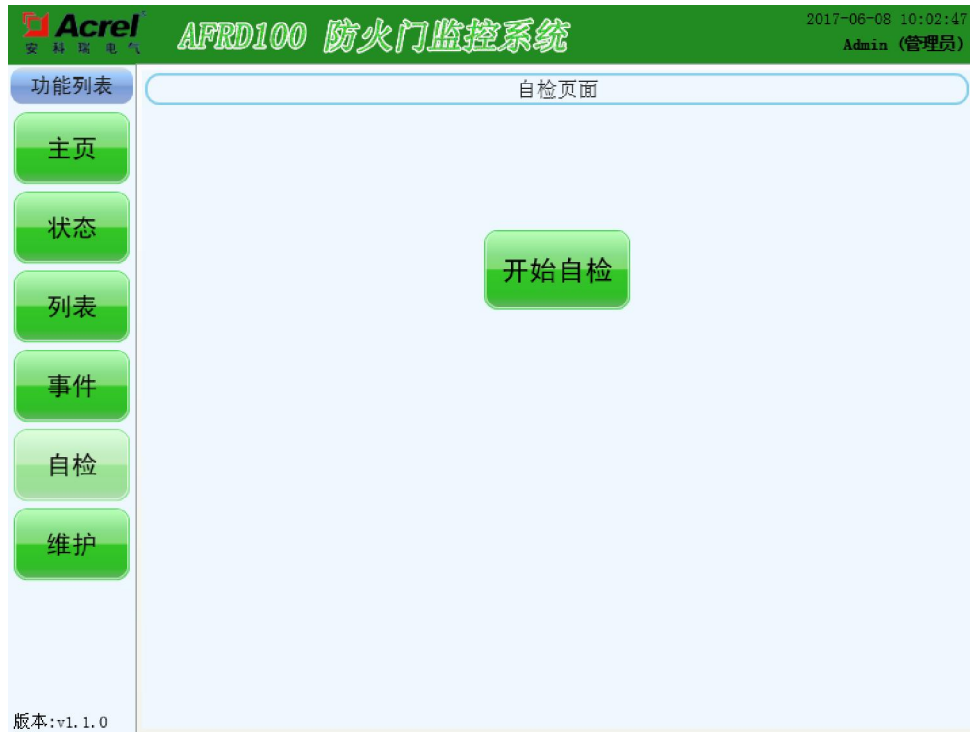 Acrel
安科瑞电气
AFRD100 防火门监控系统
2017-06-08 10:02:47
Admin (管理员)
功能列表
自检页面
主页
状态
列表
事件
自检
维护
开始自检
版本:v1.1.0